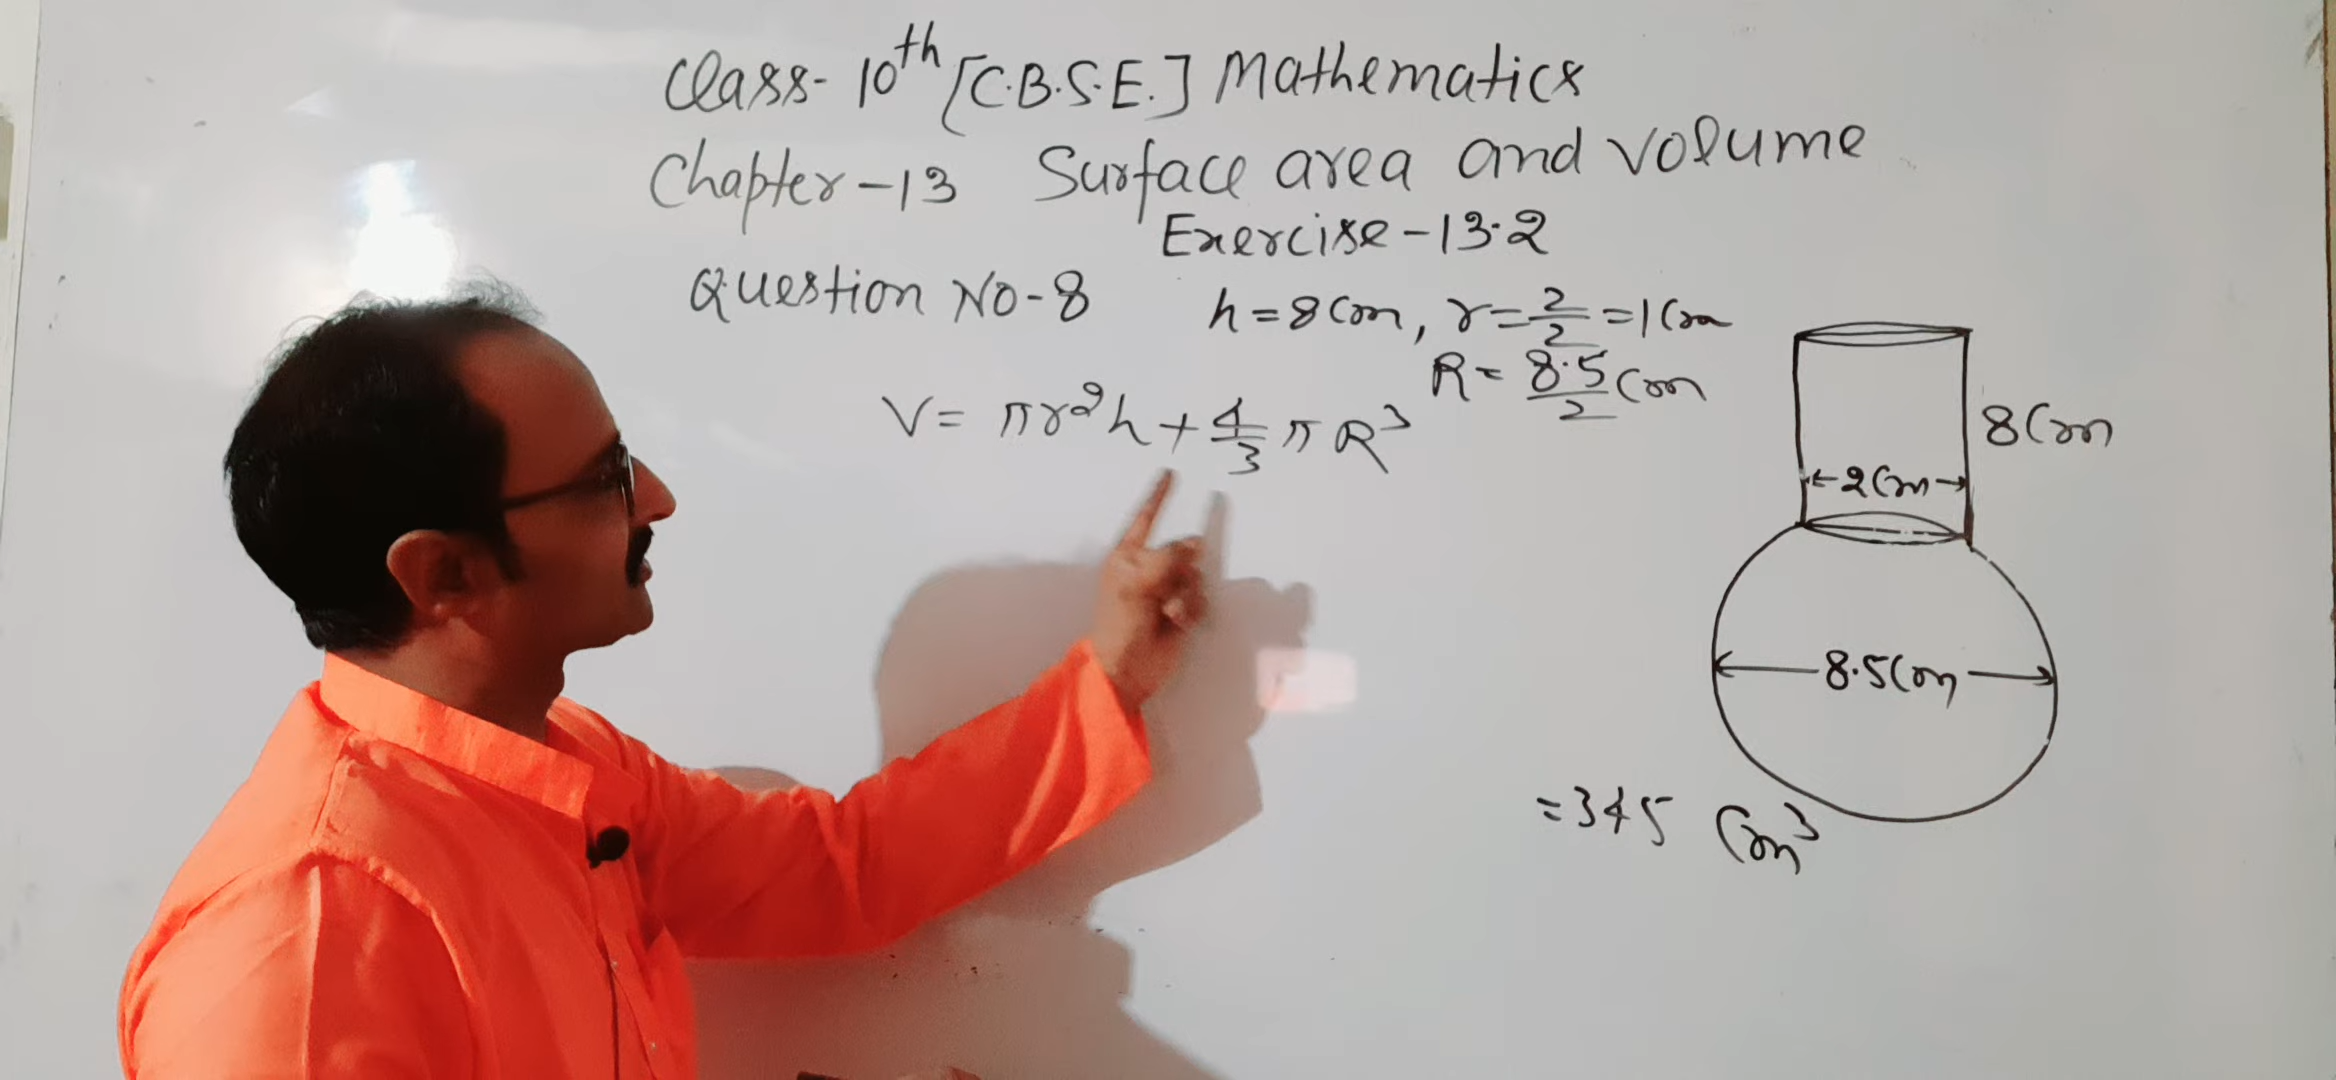 Class- 10th [C.B.S.E.] Mathematics
Chapter-13 Surface area and volume
Exercise-13.2
Question No-8
h = 8cm, r = 2/2 = 1cm
R = 8.5/2 cm
V = πr²h + 4/3 πR³
8cm
2cm
8.5cm
= 345 cm³